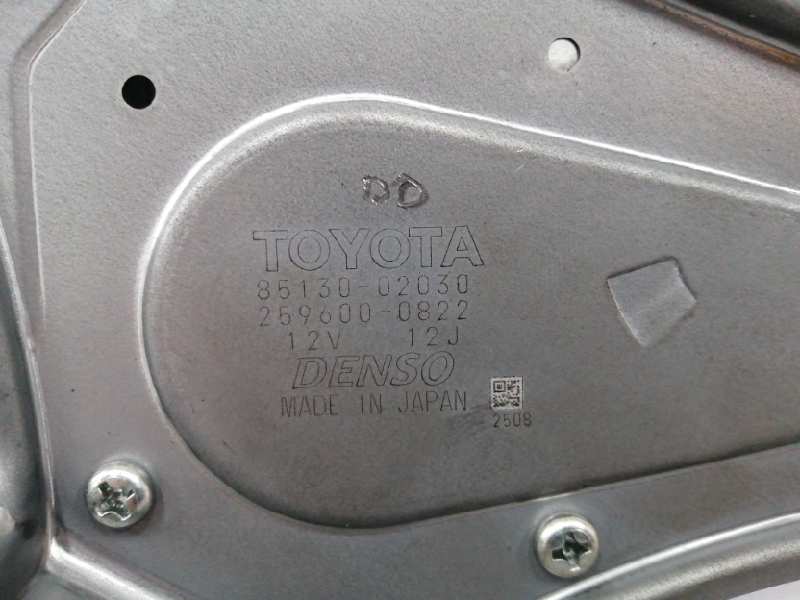 DD
TOYOTA
85130-02030
259600-0822
12V 12J
DENSO
MADE IN JAPAN
2508